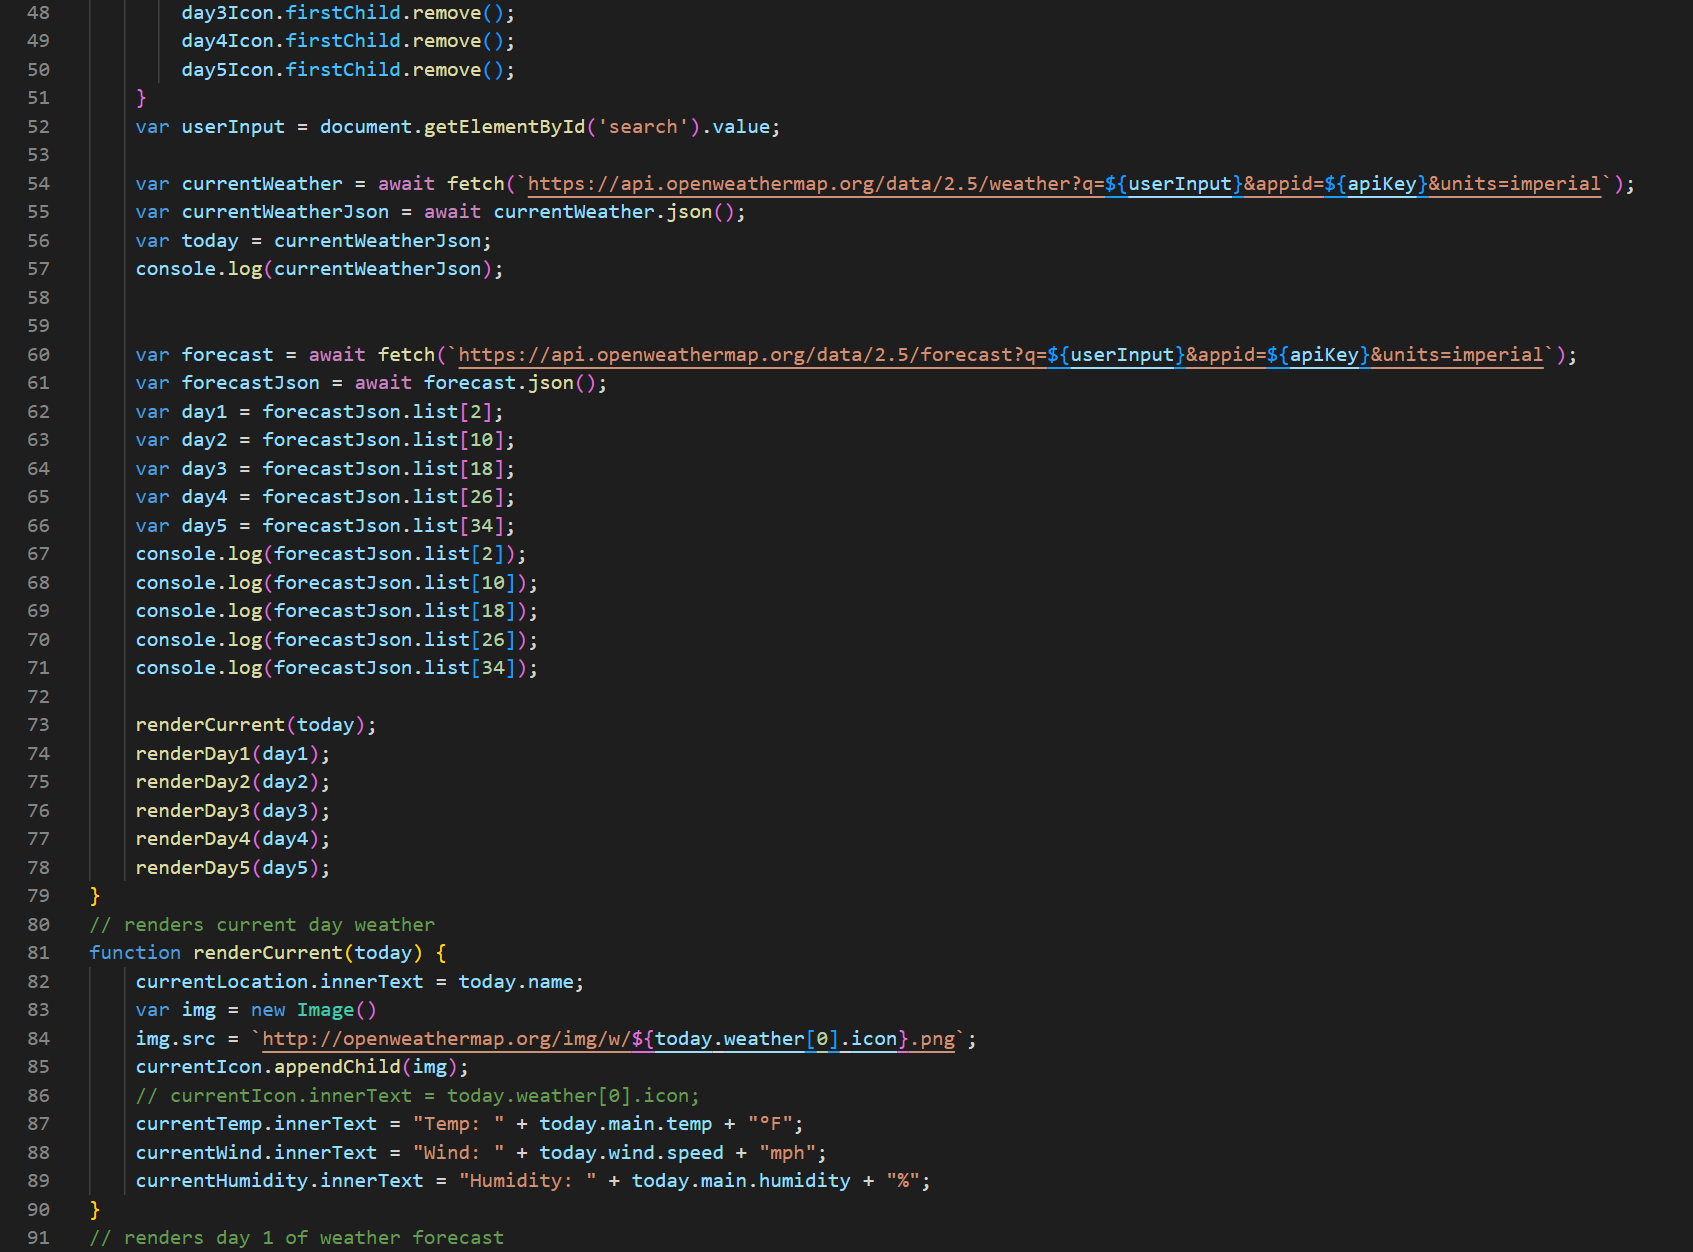 48 day3Icon.firstChild.remove();
49 day4Icon.firstChild.remove();
50 day5Icon.firstChild.remove();
51 }
52 var userInput = document.getElementById('search').value;
53
54 var currentWeather = await fetch(`https://api.openweathermap.org/data/2.5/weather?q=${userInput}&appid=${apiKey}&units=imperial`);
55 var currentWeatherJson = await currentWeather.json();
56 var today = currentWeatherJson;
57 console.log(currentWeatherJson);
58
59
60 var forecast = await fetch(`https://api.openweathermap.org/data/2.5/forecast?q=${userInput}&appid=${apiKey}&units=imperial`);
61 var forecastJson = await forecast.json();
62 var day1 = forecastJson.list[2];
63 var day2 = forecastJson.list[10];
64 var day3 = forecastJson.list[18];
65 var day4 = forecastJson.list[26];
66 var day5 = forecastJson.list[34];
67 console.log(forecastJson.list[2]);
68 console.log(forecastJson.list[10]);
69 console.log(forecastJson.list[18]);
70 console.log(forecastJson.list[26]);
71 console.log(forecastJson.list[34]);
72
73 renderCurrent(today);
74 renderDay1(day1);
75 renderDay2(day2);
76 renderDay3(day3);
77 renderDay4(day4);
78 renderDay5(day5);
79 }
80 // renders current day weather
81 function renderCurrent(today) {
82 currentLocation.innerText = today.name;
83 var img = new Image()
84 img.src = `http://openweathermap.org/img/w/${today.weather[0].icon}.png`;
85 currentIcon.appendChild(img);
86 // currentIcon.innerText = today.weather[0].icon;
87 currentTemp.innerText = "Temp: " + today.main.temp + "°F";
88 currentWind.innerText = "Wind: " + today.wind.speed + "mph";
89 currentHumidity.innerText = "Humidity: " + today.main.humidity + "%";
90 }
91 // renders day 1 of weather forecast